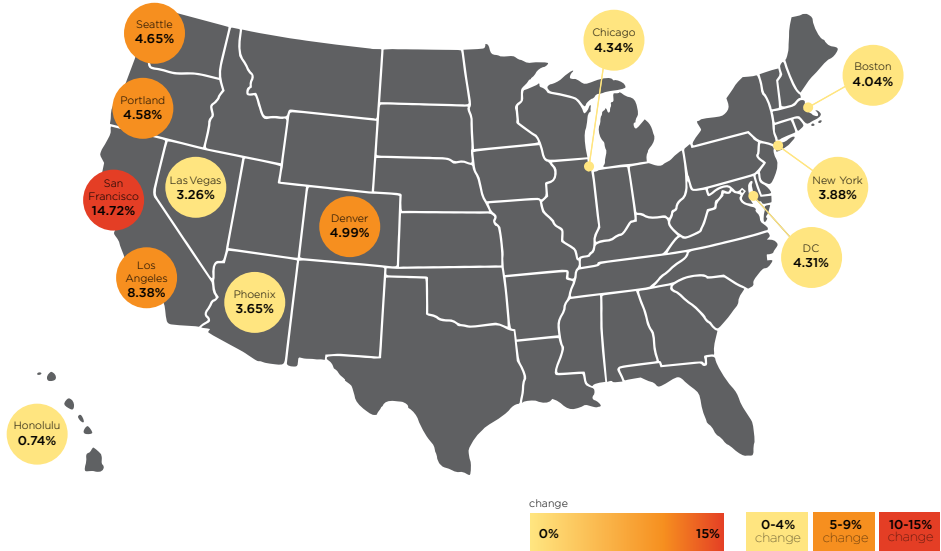 Seattle
4.65%
Portland
4.58%
San
Francisco
14.72%
Las Vegas
3.26%
Los
Angeles
8.38%
Phoenix
3.65%
Denver
4.99%
Chicago
4.34%
Boston
4.04%
New York
3.88%
DC
4.31%
Honolulu
0.74%
change
0%
15%
0-4%
change
5-9%
change
10-15%
change